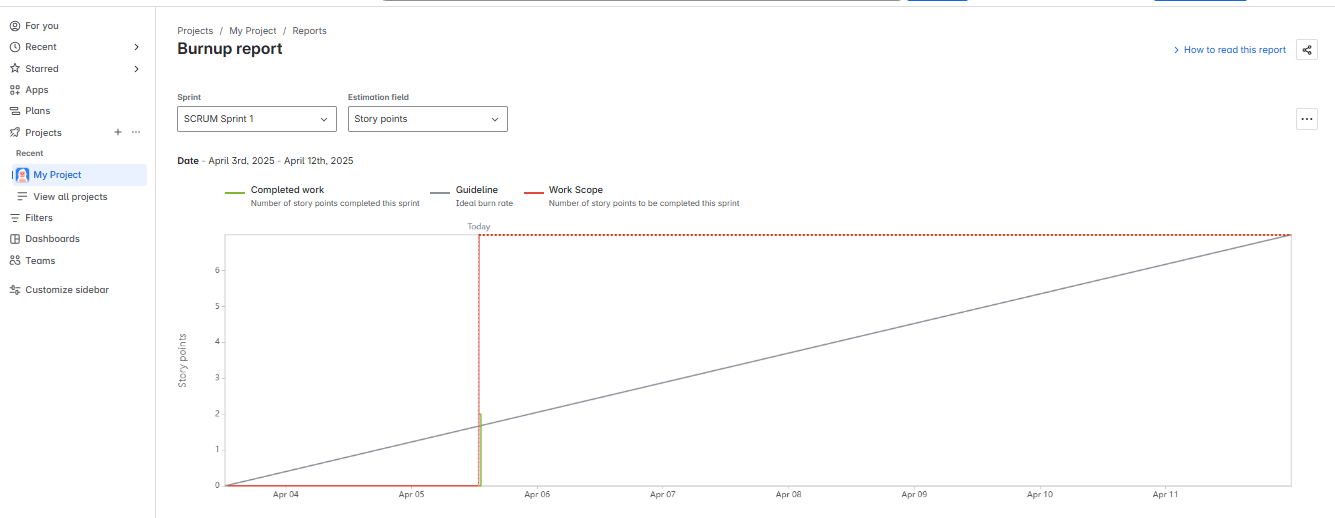 For you
Recent
Starred
Apps
Plans
Projects
Recent
My Project
View all projects
Filters
Dashboards
Teams
Customize sidebar
Projects / My Project / Reports
Burnup report
How to read this report
Sprint
Estimation field
SCRUM Sprint 1
Story points
Date - April 3rd, 2025 - April 12th, 2025
Completed work
Number of story points completed this sprint
Guideline
Ideal burn rate
Work Scope
Number of story points to be completed this sprint
Today
Story points
6
5
4
3
2
1
0
Apr 04
Apr 05
Apr 06
Apr 07
Apr 08
Apr 09
Apr 10
Apr 11